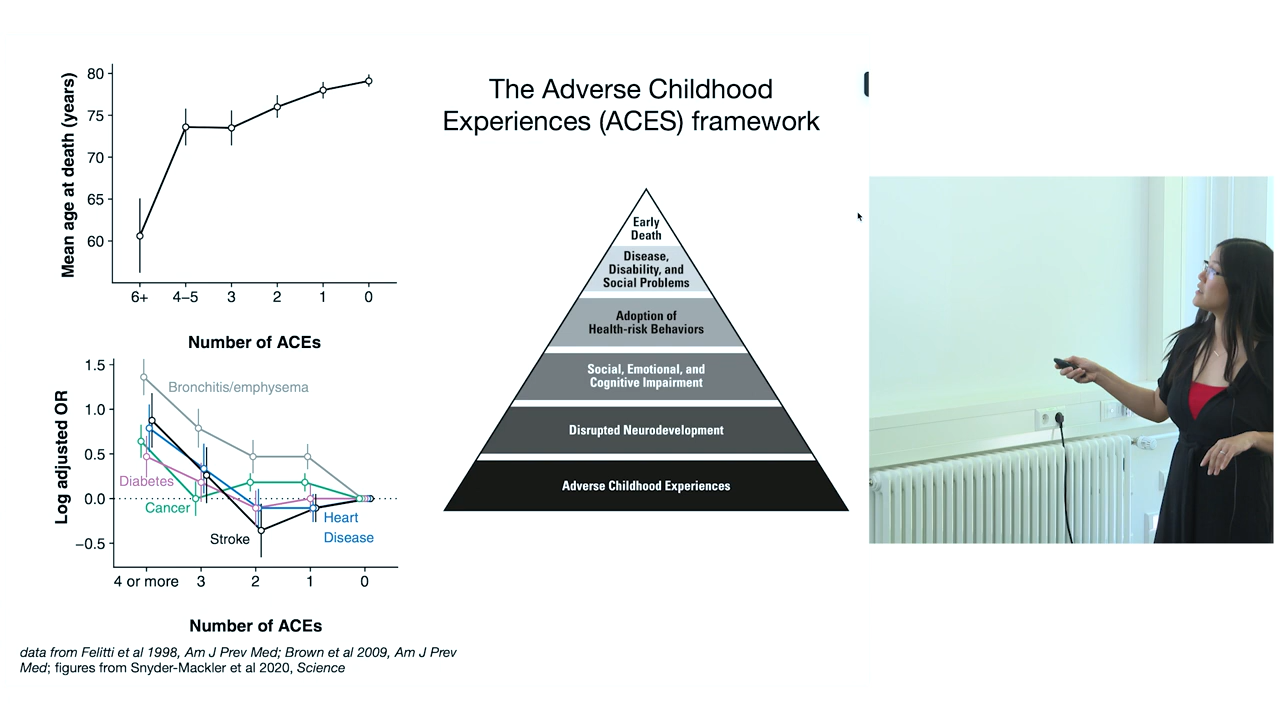 The Adverse Childhood
Experiences (ACES) framework
Mean age at death (years)
80
75
70
65
60
6+ 4–5 3 2 1 0
Number of ACEs
Log adjusted OR
1.5
1.0
0.5
0.0
−0.5
Bronchitis/emphysema
Diabetes
Cancer
Stroke
Heart
Disease
4 or more 3 2 1 0
Number of ACEs
data from Felitti et al 1998, Am J Prev Med; Brown et al 2009, Am J Prev
Med; figures from Snyder-Mackler et al 2020, Science
Early
Death
Disease,
Disability, and
Social Problems
Adoption of
Health-risk Behaviors
Social, Emotional, and
Cognitive Impairment
Disrupted Neurodevelopment
Adverse Childhood Experiences